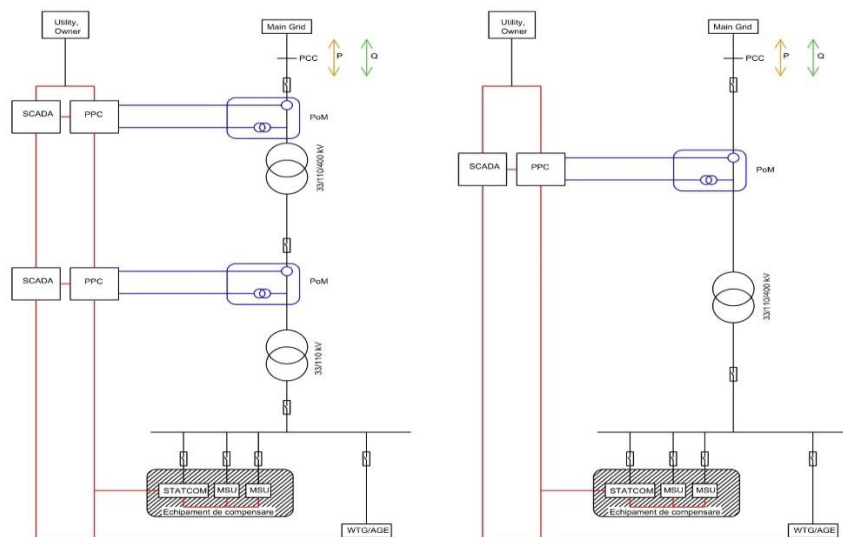 Utility,
Owner
Main Grid
PCC
P
Q
SCADA
PPC
PoM
33/110/400 kV
SCADA
PPC
PoM
33/110 kV
STATCOM
MSU
MSU
Echipament de compensare
WTG/AGE
Utility,
Owner
Main Grid
PCC
P
Q
SCADA
PPC
PoM
33/110/400 kV
STATCOM
MSU
MSU
Echipament de compensare
WTG/AGE